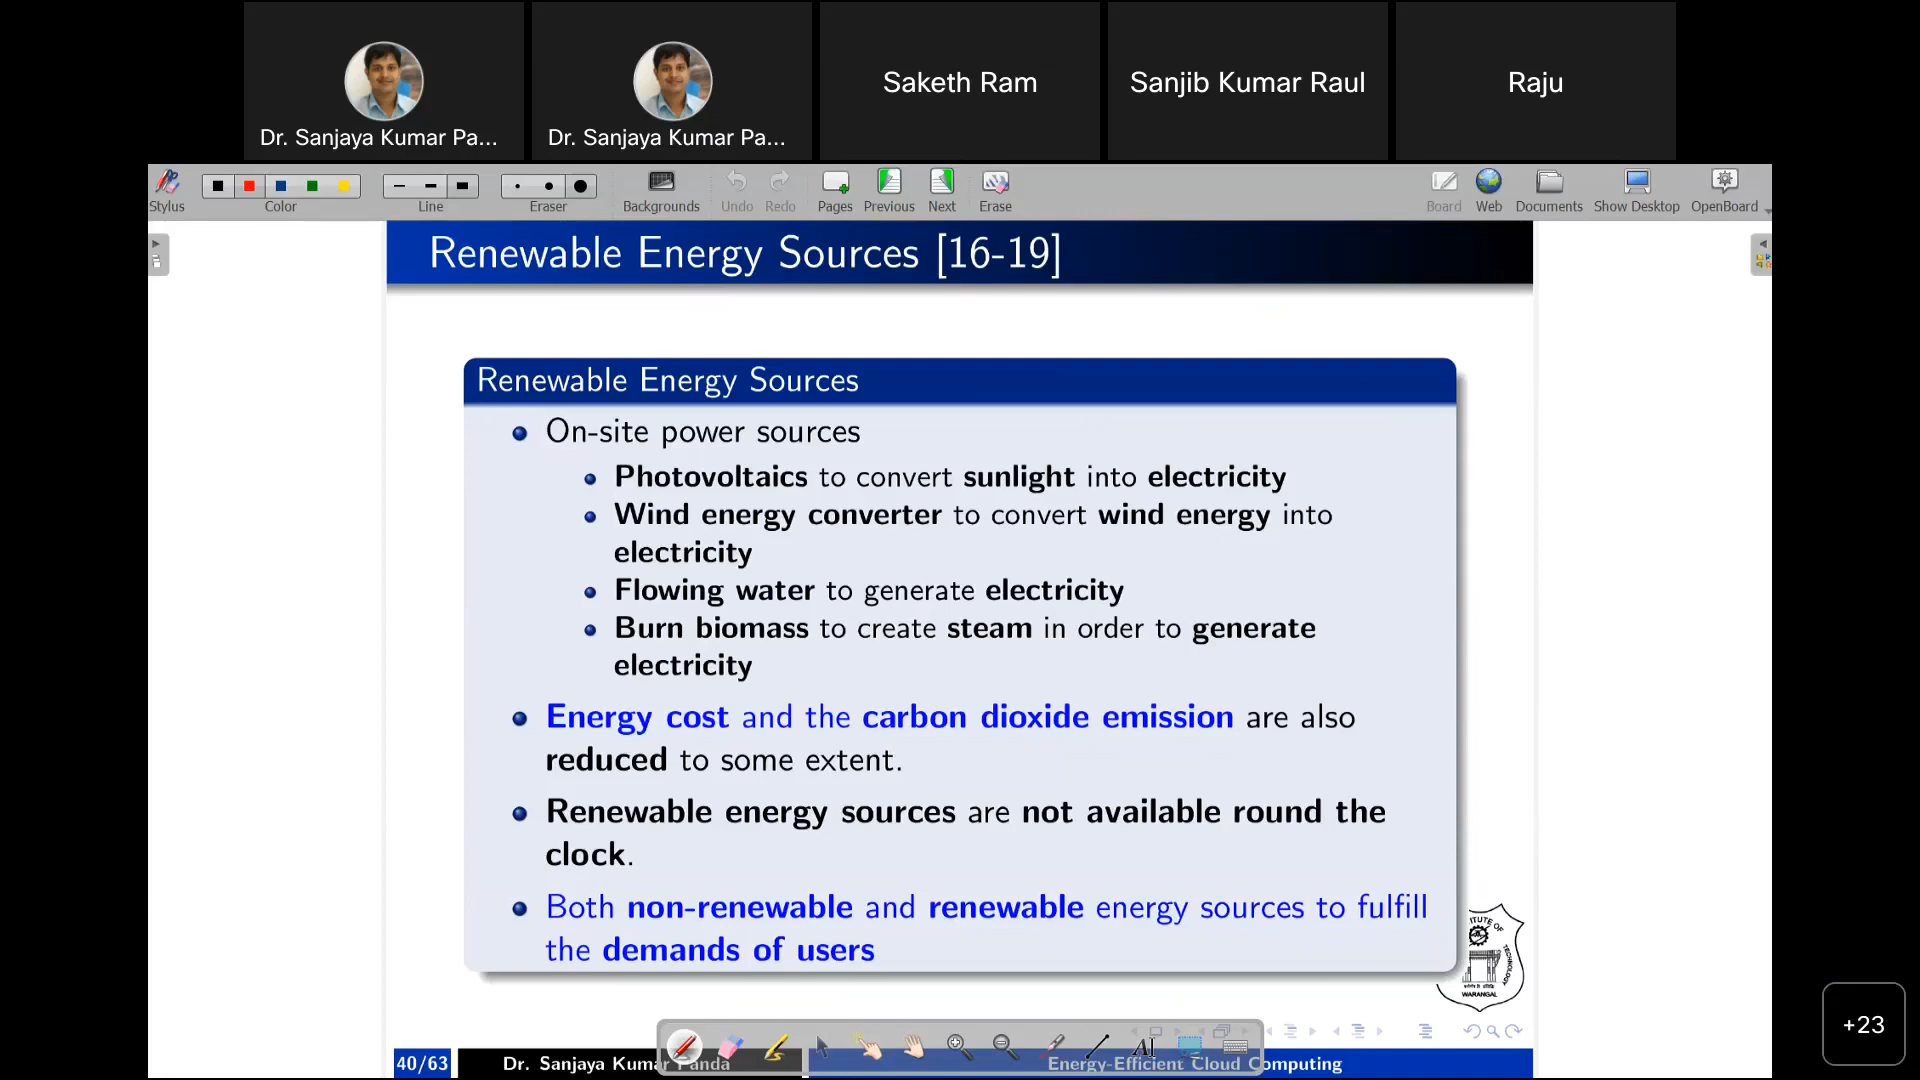 Dr. Sanjaya Kumar Pa...
Dr. Sanjaya Kumar Pa...
Saketh Ram
Sanjib Kumar Raul
Raju
Stylus
Color
Line
Eraser
Backgrounds
Undo
Redo
Pages
Previous
Next
Erase
Board
Web
Documents
Show Desktop
OpenBoard
Renewable Energy Sources [16-19]
Renewable Energy Sources
On-site power sources
Photovoltaics to convert sunlight into electricity
Wind energy converter to convert wind energy into
electricity
Flowing water to generate electricity
Burn biomass to create steam in order to generate
electricity
Energy cost and the carbon dioxide emission are also
reduced to some extent.
Renewable energy sources are not available round the
clock.
Both non-renewable and renewable energy sources to fulfill
the demands of users
TECHNOLOGY
WARANGAL
+23
40/63
Dr. Sanjaya Kumar Panda
Energy-Efficient Cloud Computing